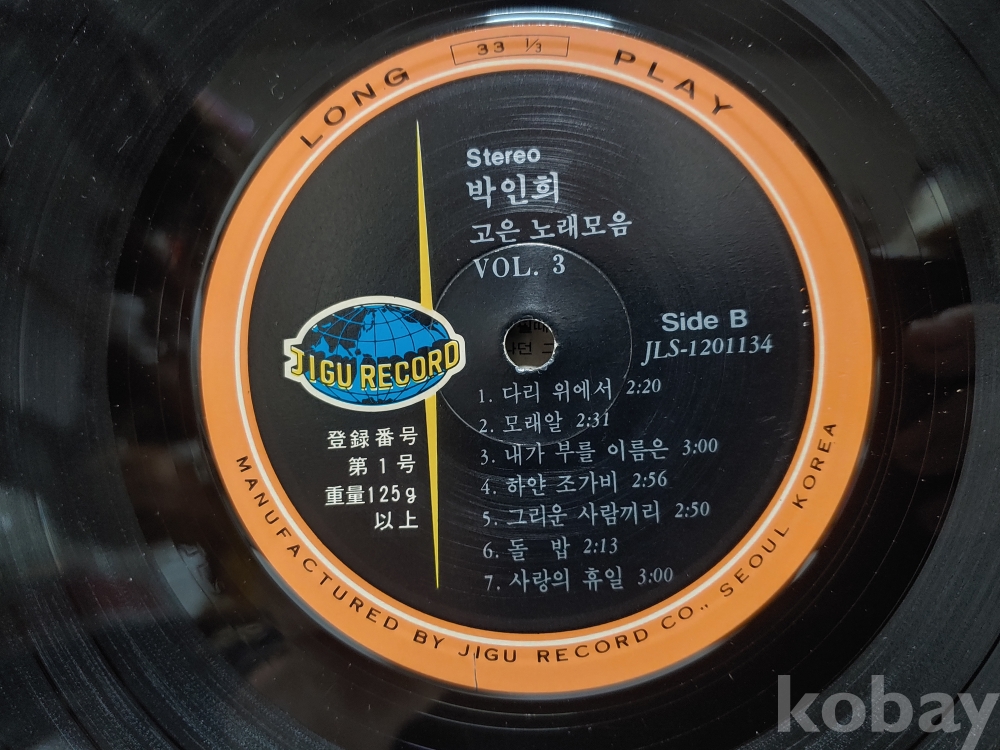 LONG 33 1/3 PLAY
Stereo
박인희
고은 노래모음
VOL. 3
Side B
JLS-1201134
JIGU RECORD
登録番号
第1号
重量125g
以上
1. 다리 위에서 2:20
2. 모래알 2:31
3. 내가 부를 이름은 3:00
4. 하얀 조가비 2:56
5. 그리운 사람끼리 2:50
6. 돌 밥 2:13
7. 사랑의 휴일 3:00
MANUFACTURED BY JIGU RECORD CO., SEOUL KOREA
kobay